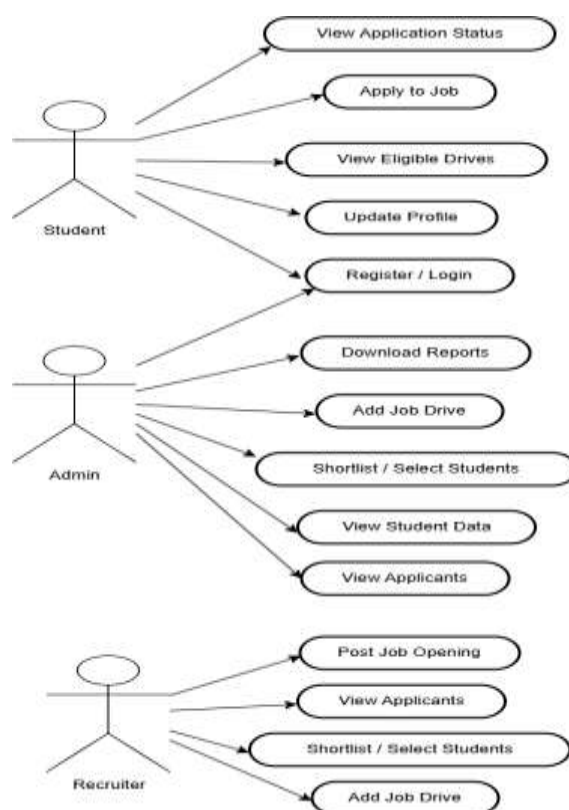 View Application Status
Apply to Job
View Eligible Drives
Update Profile
Student
Register / Login
Download Reports
Add Job Drive
Shortlist / Select Students
Admin
View Student Data
View Applicants
Post Job Opening
View Applicants
Shortlist / Select Students
Recruiter
Add Job Drive